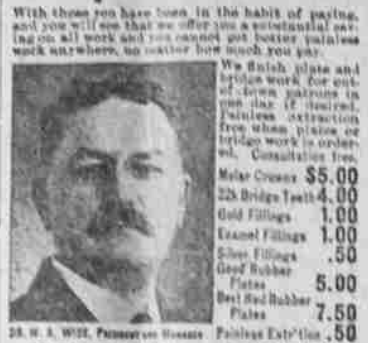 With those you have been in the habit of paying,
and you will see that we offer you a substantial sav-
ing on all work and you cannot get better painless
work anywhere, no matter how much you pay.
We finish plate and
bridge work for out-
of-town patrons in
one day if desired.
Painless extraction
free when plates or
bridge work is order-
ed. Consultation free.
Molar Crowns $5.00
22k Bridge Teeth 4.00
Gold Fillings 1.00
Enamel Fillings 1.00
Silver Fillings .50
Good Rubber
Plates 5.00
Best Red Rubber
Plates 7.50
Painless Extr'tion .50
DR. W. A. WISE,